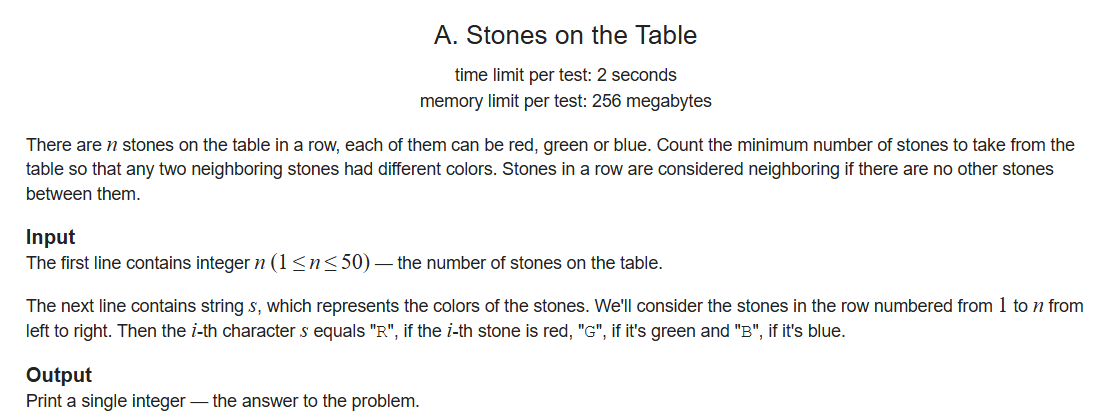 A. Stones on the Table
time limit per test: 2 seconds
memory limit per test: 256 megabytes
There are n stones on the table in a row, each of them can be red, green or blue. Count the minimum number of stones to take from the
table so that any two neighboring stones had different colors. Stones in a row are considered neighboring if there are no other stones
between them.
Input
The first line contains integer n (1 ≤ n ≤ 50) — the number of stones on the table.
The next line contains string s, which represents the colors of the stones. We'll consider the stones in the row numbered from 1 to n from
left to right. Then the i-th character s equals "R", if the i-th stone is red, "G", if it's green and "B", if it's blue.
Output
Print a single integer — the answer to the problem.